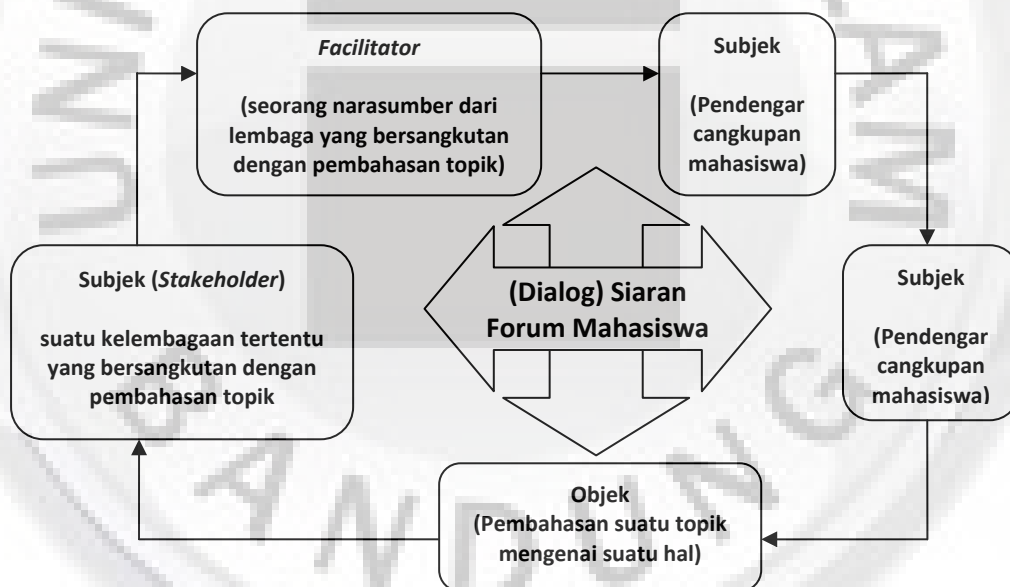 Facilitator
(seorang narasumber dari
lembaga yang bersangkutan
dengan pembahasan topik)
Subjek
(Pendengar
cangkupan
mahasiswa)
Subjek (Stakeholder)
suatu kelembagaan tertentu
yang bersangkutan dengan
pembahasan topik
(Dialog) Siaran
Forum Mahasiswa
Subjek
(Pendengar
cangkupan
mahasiswa)
Objek
(Pembahasan suatu topik
mengenai suatu hal)
BANDUNG